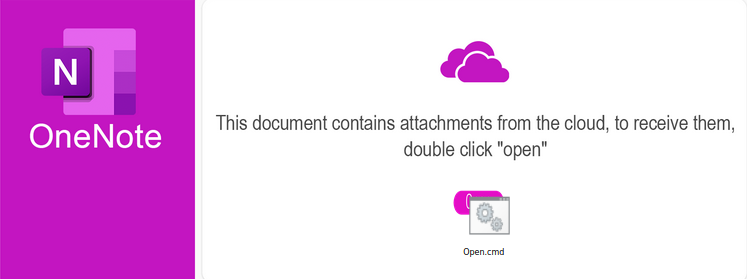 N
OneNote
This document contains attachments from the cloud, to receive them,
double click "open"
Open.cmd